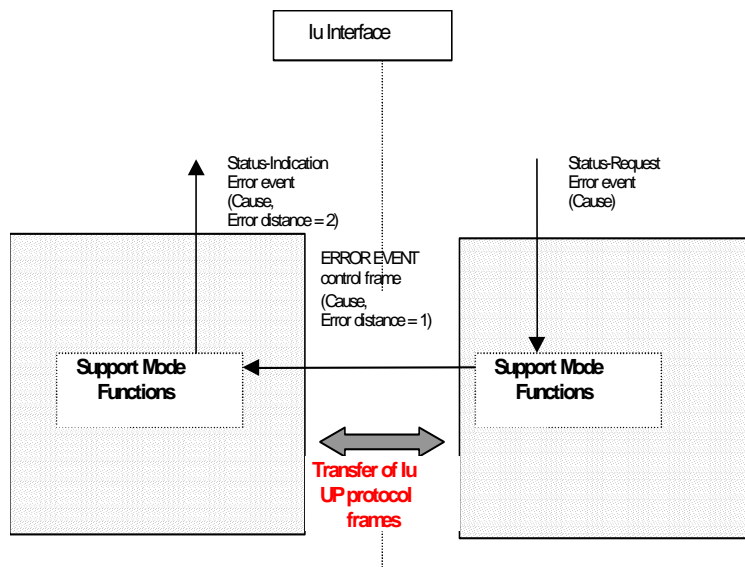 Iu Interface
Status-Indication
Error event
(Cause,
Error distance = 2)
Status-Request
Error event
(Cause)
ERROR EVENT
control frame
(Cause,
Error distance = 1)
Support Mode
Functions
Support Mode
Functions
Transfer of Iu
UP protocol
frames